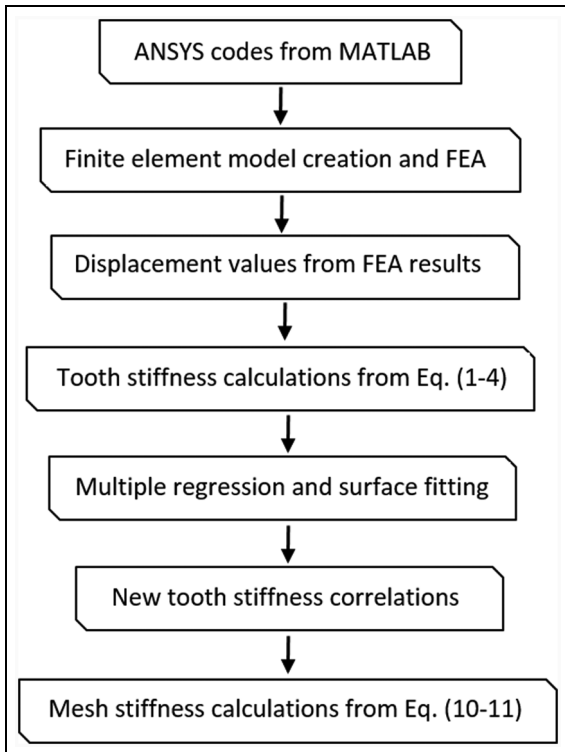 ANSYS codes from MATLAB
Finite element model creation and FEA
Displacement values from FEA results
Tooth stiffness calculations from Eq. (1-4)
Multiple regression and surface fitting
New tooth stiffness correlations
Mesh stiffness calculations from Eq. (10-11)